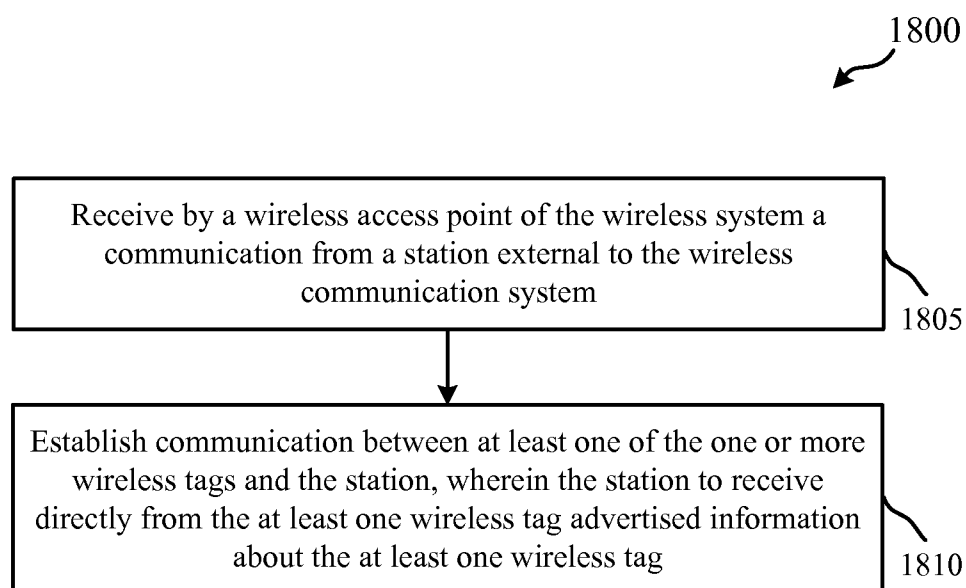 1800
Receive by a wireless access point of the wireless system a
communication from a station external to the wireless
communication system
1805
Establish communication between at least one of the one or more
wireless tags and the station, wherein the station to receive
directly from the at least one wireless tag advertised information
about the at least one wireless tag
1810